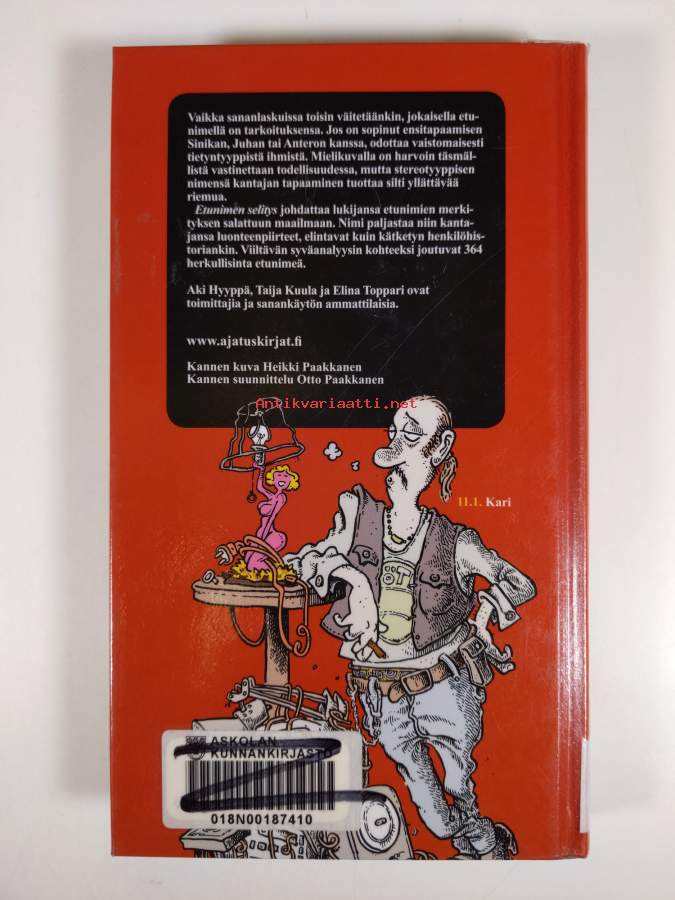 Vaikka sananlaskuissa toisin väitetäänkin, jokaisella etu-
nimellä on tarkoituksensa. Jos on sopinut ensitapaamisen
Sinikan, Juhan tai Anteron kanssa, odottaa vaistomaisesti
tietyntyyppistä ihmistä. Mielikuvalla on harvoin täsmäl-
listä vastinettaan todellisuudessa, mutta stereotyyppisen
nimensä kantajan tapaaminen tuottaa silti yllättävää
riemua.
Etunimen selitys johdattaa lukijansa etunimien merki-
tyksen salattuun maailmaan. Nimi paljastaa niin kanta-
jansa luonteenpiirteet, elintavat kuin kätketyn henkilöhis-
toriankin. Viiltävän syväanalyysin kohteeksi joutuvat 364
herkullisinta etunimeä.
Aki Hyyppä, Taija Kuula ja Elina Toppari ovat
toimittajia ja sanankäytön ammattilaisia.
www.ajatuskirjat.fi
Kannen kuva Heikki Paakkanen
Kannen suunnittelu Otto Paakkanen
Antikvariaatti.net
11.1. Kari
ASKOLAN
KUNNANKIRJASTO
018N00187410